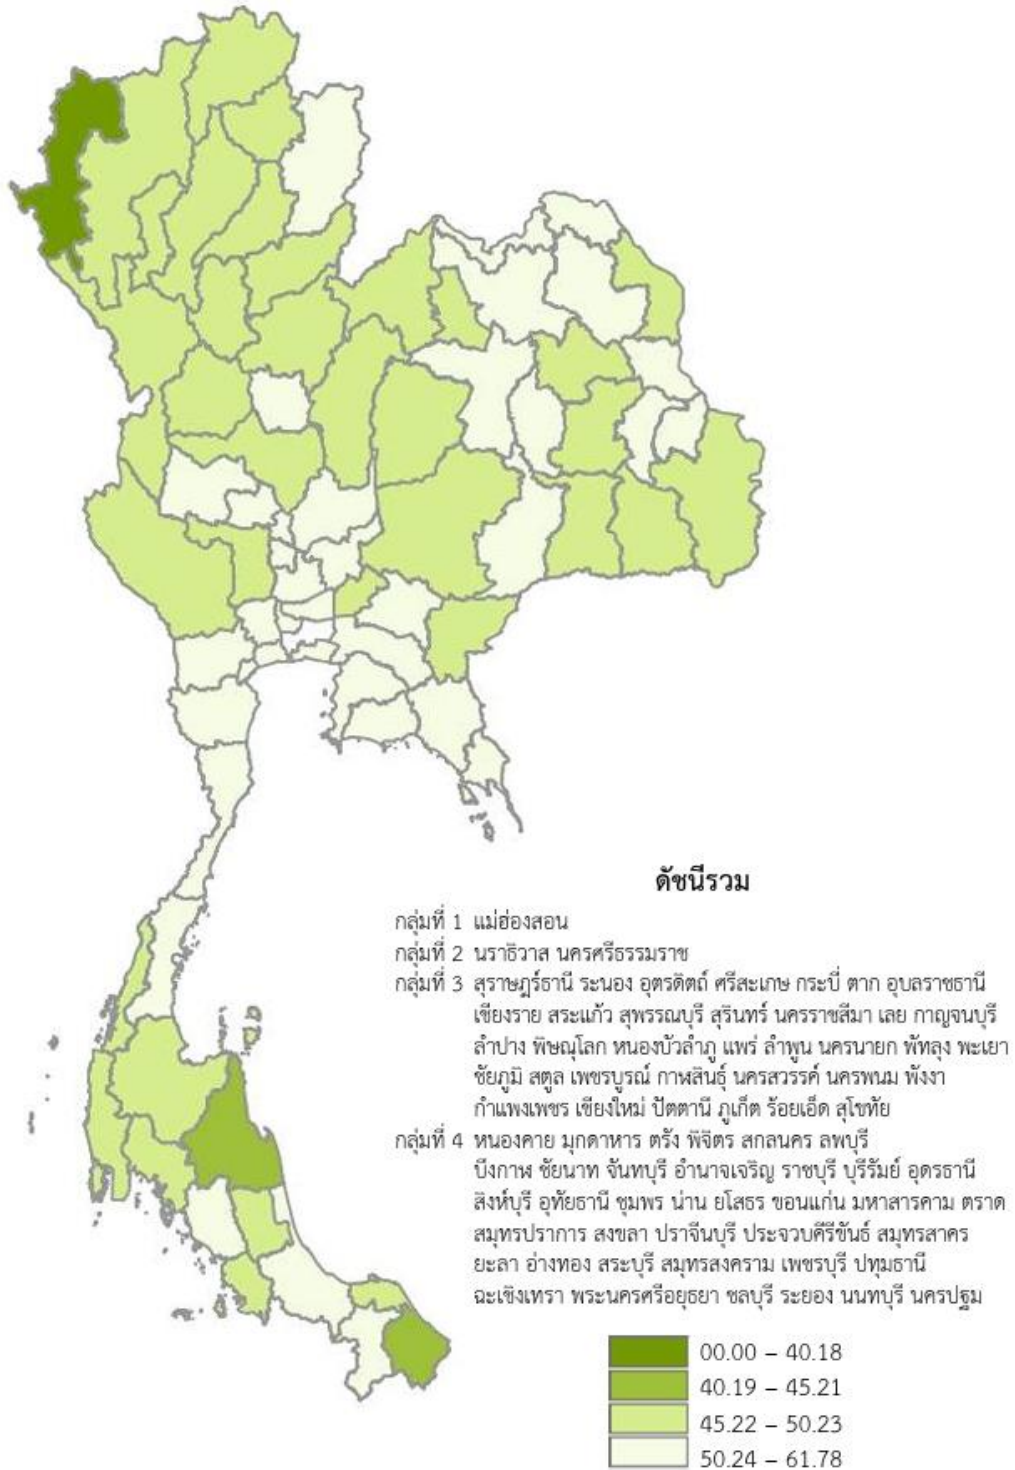 ดัชนีรวม
กลุ่มที่ 1 แม่ฮ่องสอน
กลุ่มที่ 2 นราธิวาส นครศรีธรรมราช
กลุ่มที่ 3 สุราษฎร์ธานี ระนอง อุตรดิตถ์ ศรีสะเกษ กระบี่ ตาก อุบลราชธานี
เชียงราย สระแก้ว สุพรรณบุรี สุรินทร์ นครราชสีมา เลย กาญจนบุรี
ลำปาง พิษณุโลก หนองบัวลำภู แพร่ ลำพูน นครนายก พัทลุง พะเยา
ชัยภูมิ สตูล เพชรบูรณ์ กาฬสินธุ์ นครสวรรค์ นครพนม พังงา
กำแพงเพชร เชียงใหม่ ปัตตานี ภูเก็ต ร้อยเอ็ด สุโขทัย
กลุ่มที่ 4 หนองคาย มุกดาหาร ตรัง พิจิตร สกลนคร ลพบุรี
บึงกาฬ ชัยนาท จันทบุรี อำนาจเจริญ ราชบุรี บุรีรัมย์ อุดรธานี
สิงห์บุรี อุทัยธานี ชุมพร น่าน ยโสธร ขอนแก่น มหาสารคาม ตราด
สมุทรปราการ สงขลา ปราจีนบุรี ประจวบคีรีขันธ์ สมุทรสาคร
ยะลา อ่างทอง สระบุรี สมุทรสงคราม เพชรบุรี ปทุมธานี
ฉะเชิงเทรา พระนครศรีอยุธยา ชลบุรี ระยอง นนทบุรี นครปฐม
00.00 – 40.18
40.19 – 45.21
45.22 – 50.23
50.24 – 61.78